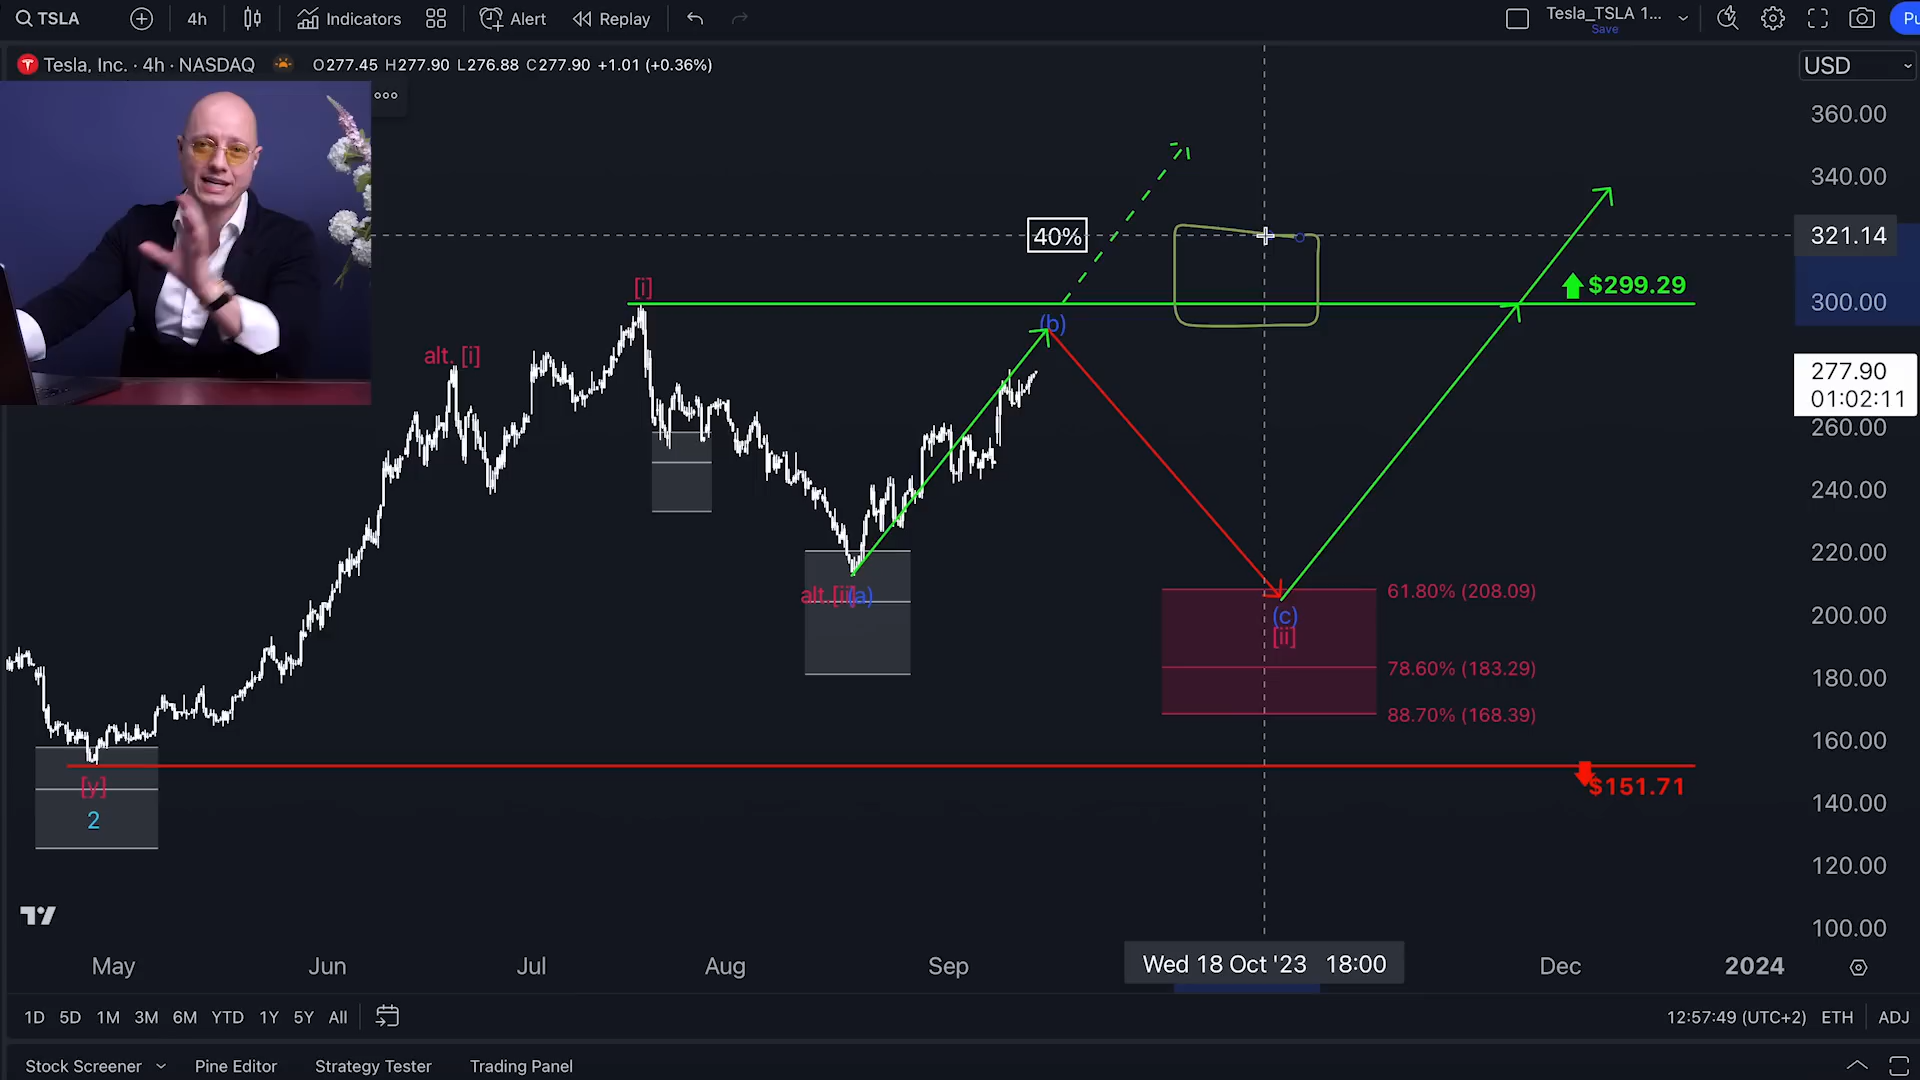 TSLA
4h
Indicators
Alert
Replay
Tesla_TSLA 1...
Save
Tesla, Inc. · 4h · NASDAQ
O277.45 H277.90 L276.88 C277.90 +1.01 (+0.36%)
USD
360.00
340.00
321.14
300.00
277.90
01:02:11
260.00
240.00
220.00
200.00
180.00
160.00
140.00
120.00
100.00
40%
[i]
$299.29
(b)
alt. [i]
alt.[ii]
(a)
61.80% (208.09)
(c)
[ii]
78.60% (183.29)
88.70% (168.39)
$151.71
[y]
2
May
Jun
Jul
Aug
Sep
Wed 18 Oct '23 18:00
Dec
2024
1D 5D 1M 3M 6M YTD 1Y 5Y All
12:57:49 (UTC+2) ETH ADJ
Stock Screener
Pine Editor
Strategy Tester
Trading Panel